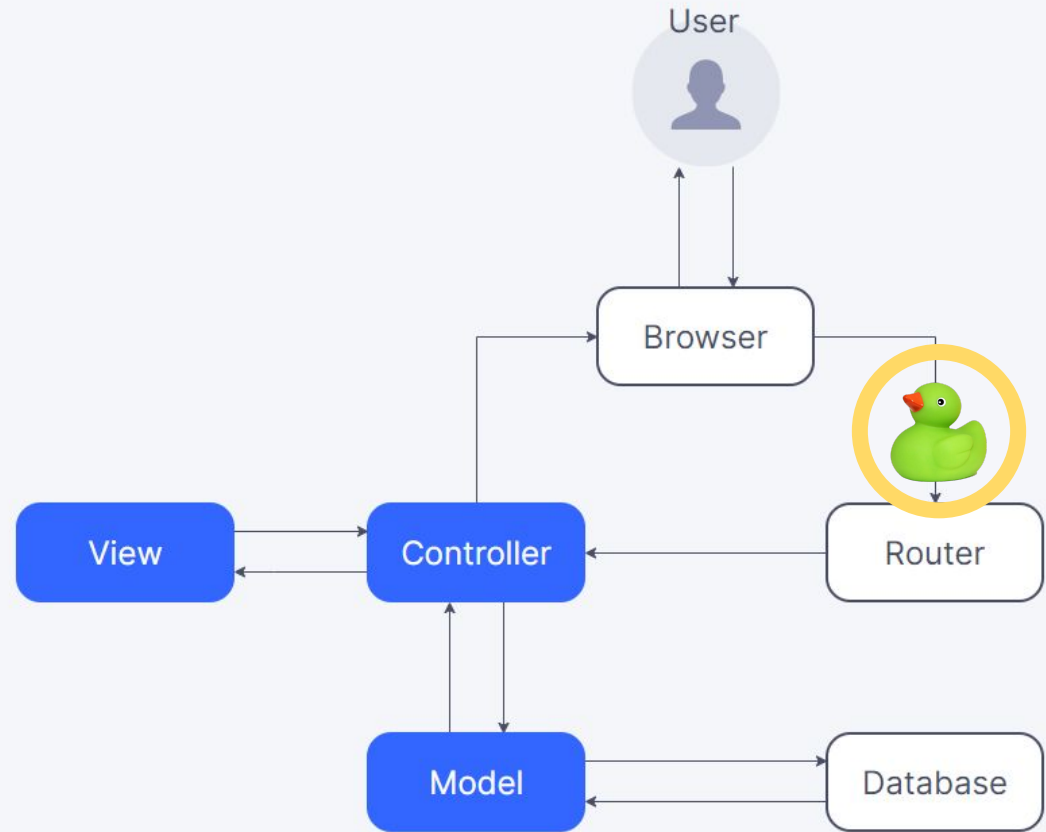 User
Browser
View
Controller
Router
Model
Database